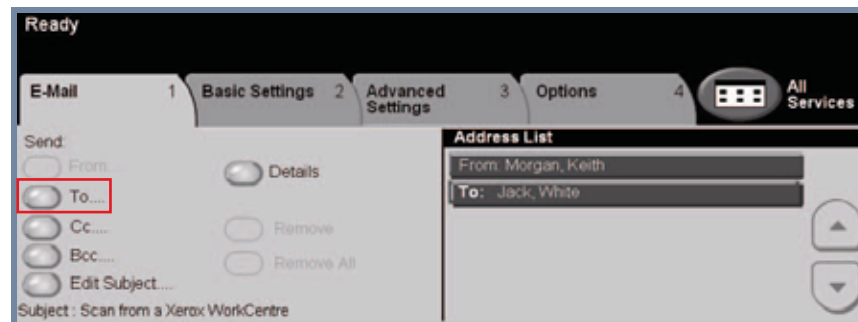 Ready
E-Mail 1
Basic Settings 2
Advanced Settings 3
Options 4
All Services
Send:
From...
To....
Cc....
Bcc....
Edit Subject....
Details
Remove
Remove All
Subject : Scan from a Xerox WorkCentre
Address List
From: Morgan, Keith
To: Jack, White